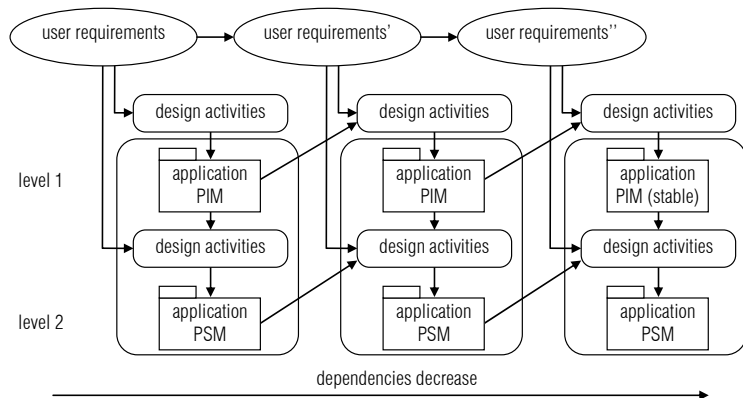 user requirements
user requirements'
user requirements''
design activities
design activities
design activities
level 1
application
PIM
application
PIM
application
PIM (stable)
design activities
design activities
design activities
level 2
application
PSM
application
PSM
application
PSM
dependencies decrease